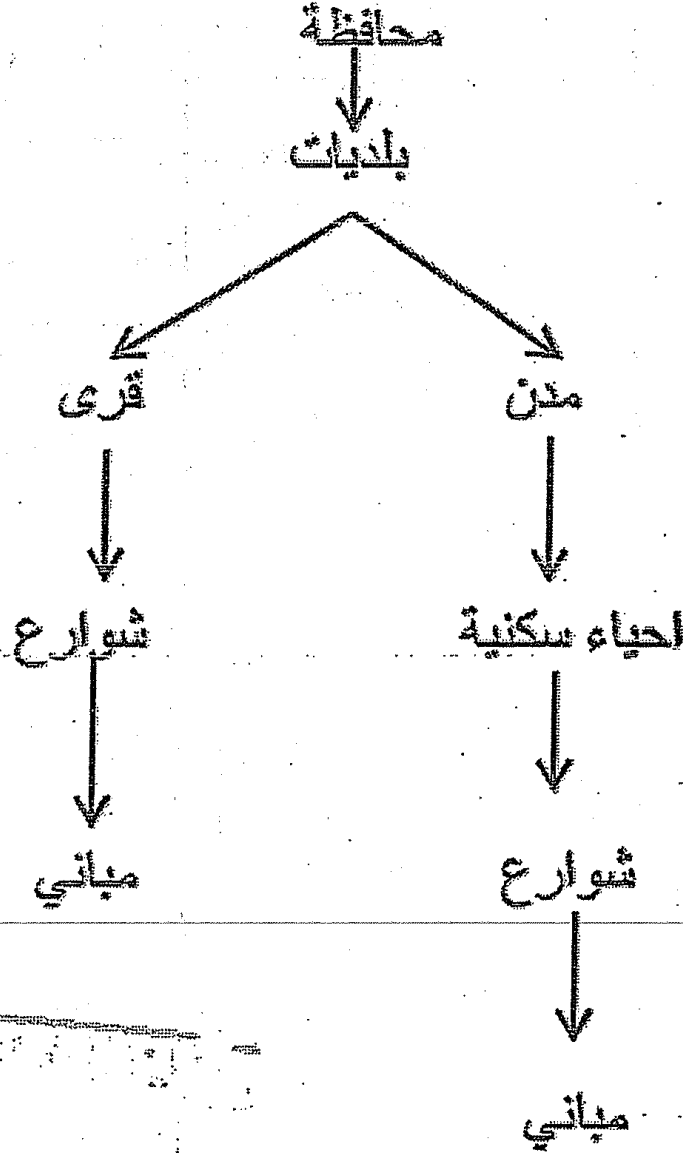 محافظة
بلديات
مدن
قرى
احياء سكنية
شوارع
شوارع
مباني
مباني